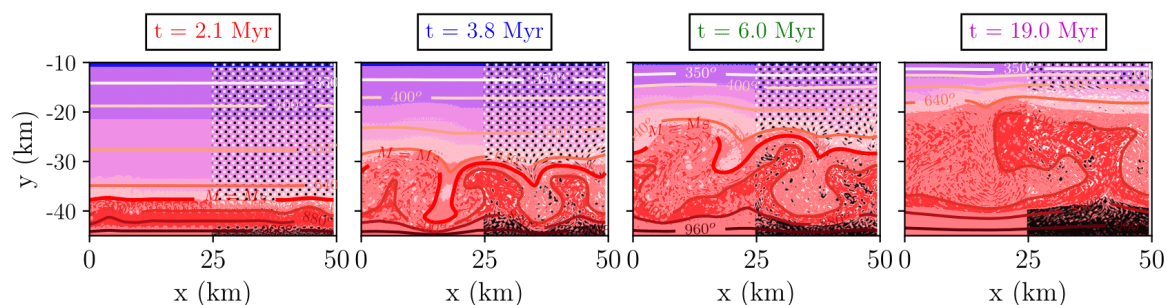 t = 2.1 Myr
t = 3.8 Myr
t = 6.0 Myr
t = 19.0 Myr
-10
-20
-30
-40
y (km)
400°
M = Ms
880°
0
25
50
x (km)
400°
M = Ms
0
25
50
x (km)
350°
400°
M = Ms
960°
0
25
50
x (km)
350°
640°
0
25
50
x (km)